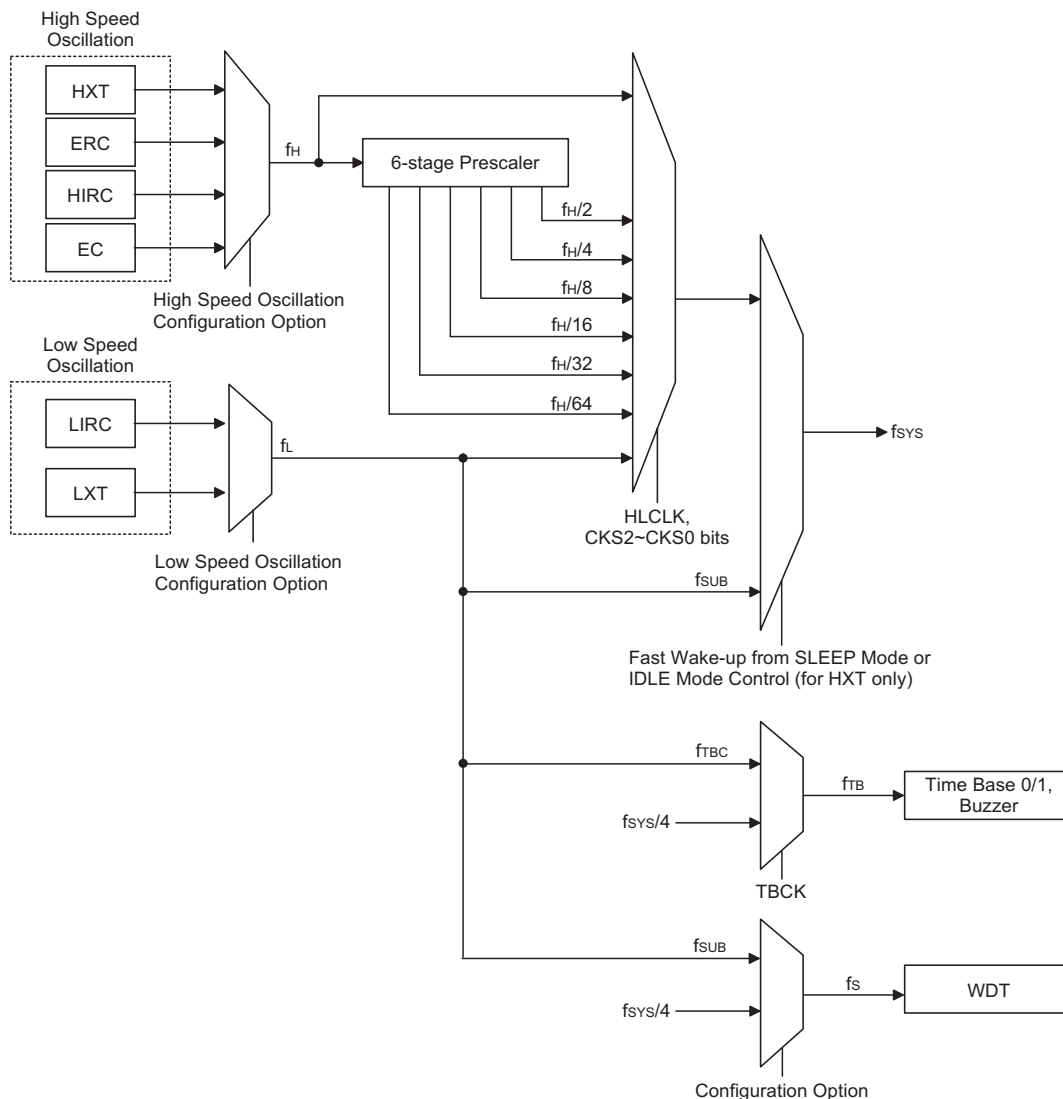 High Speed
Oscillation
HXT
ERC
HIRC
EC
fH
6-stage Prescaler
fH/2
fH/4
fH/8
fH/16
fH/32
fH/64
High Speed Oscillation
Configuration Option
Low Speed
Oscillation
LIRC
LXT
fL
Low Speed Oscillation
Configuration Option
HLCLK,
CKS2~CKS0 bits
fSYS
fSUB
Fast Wake-up from SLEEP Mode or
IDLE Mode Control (for HXT only)
fTBC
fSYS/4
fTB
Time Base 0/1,
Buzzer
TBCK
fSUB
fSYS/4
fS
WDT
Configuration Option